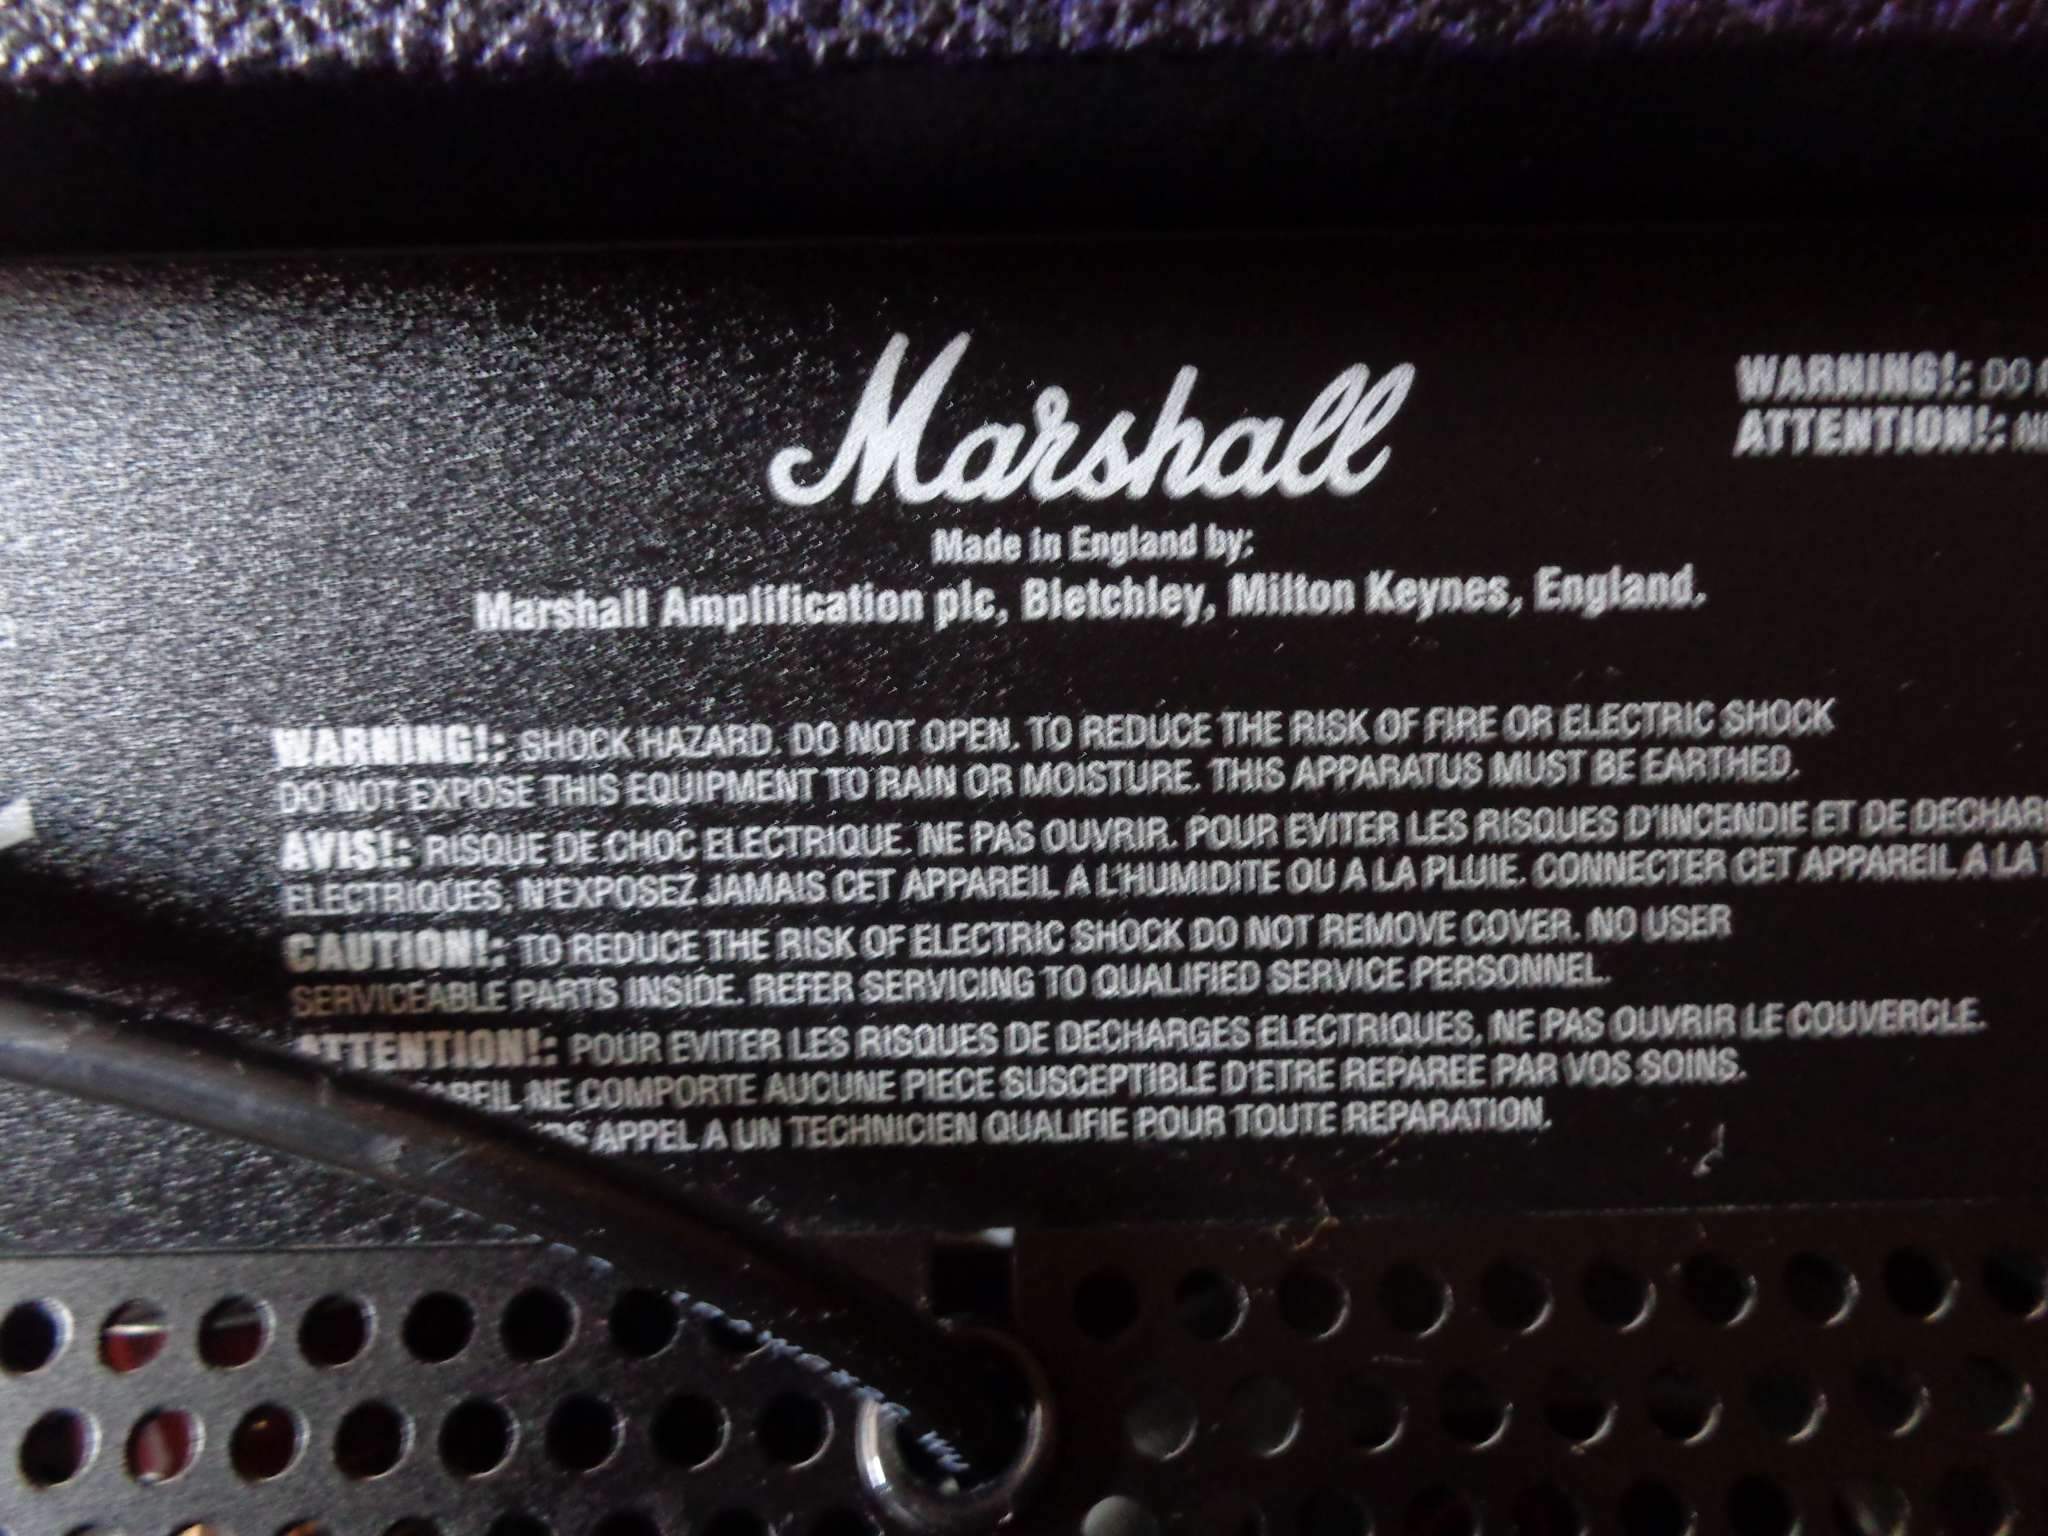 Marshall
Made in England by:
Marshall Amplification plc, Bletchley, Milton Keynes, England.
WARNING!: DO
ATTENTION!:
WARNING!: SHOCK HAZARD. DO NOT OPEN. TO REDUCE THE RISK OF FIRE OR ELECTRIC SHOCK
DO NOT EXPOSE THIS EQUIPMENT TO RAIN OR MOISTURE. THIS APPARATUS MUST BE EARTHED.
AVIS!: RISQUE DE CHOC ELECTRIQUE. NE PAS OUVRIR. POUR EVITER LES RISQUES D'INCENDIE ET DE DECHAR
ELECTRIQUES, N'EXPOSEZ JAMAIS CET APPAREIL A L'HUMIDITE OU A LA PLUIE. CONNECTER CET APPAREIL A LA
CAUTION!: TO REDUCE THE RISK OF ELECTRIC SHOCK DO NOT REMOVE COVER. NO USER
SERVICEABLE PARTS INSIDE. REFER SERVICING TO QUALIFIED SERVICE PERSONNEL.
ATTENTION!: POUR EVITER LES RISQUES DE DECHARGES ELECTRIQUES, NE PAS OUVRIR LE COUVERCLE.
NE COMPORTE AUCUNE PIECE SUSCEPTIBLE D'ETRE REPAREE PAR VOS SOINS.
APPEL A UN TECHNICIEN QUALIFIE POUR TOUTE REPARATION.